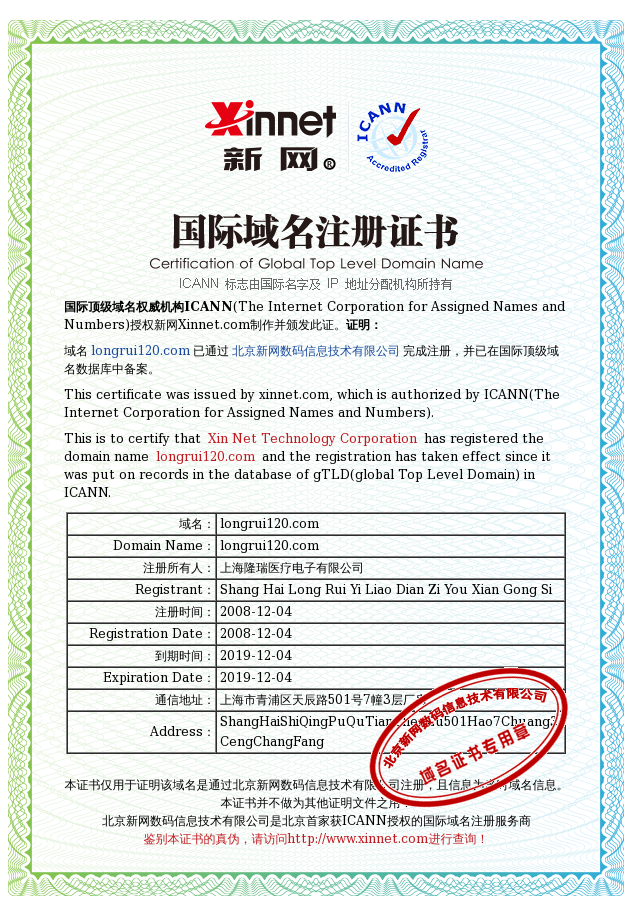 Xinnet
新网®
ICANN
Accredited Registrar
国际域名注册证书
Certification of Global Top Level Domain Name
ICANN 标志由国际名字及 IP 地址分配机构所持有
国际顶级域名权威机构ICANN(The Internet Corporation for Assigned Names and
Numbers)授权新网Xinnet.com制作并颁发此证。证明：
域名 longrui120.com 已通过 北京新网数码信息技术有限公司 完成注册，并已在国际顶级域
名数据库中备案。
This certificate was issued by xinnet.com, which is authorized by ICANN(The
Internet Corporation for Assigned Names and Numbers).
This is to certify that Xin Net Technology Corporation has registered the
domain name longrui120.com and the registration has taken effect since it
was put on records in the database of gTLD(global Top Level Domain) in
ICANN.
域名： longrui120.com
Domain Name： longrui120.com
注册所有人： 上海隆瑞医疗电子有限公司
Registrant： Shang Hai Long Rui Yi Liao Dian Zi You Xian Gong Si
注册时间： 2008-12-04
Registration Date： 2008-12-04
到期时间： 2019-12-04
Expiration Date： 2019-12-04
通信地址： 上海市青浦区天辰路501号7幢3层厂房
Address： ShangHaiShiQingPuQuTianChenLu501Hao7Chuang3
CengChangFang
北京新网数码信息技术有限公司
域名证书专用章
本证书仅用于证明该域名是通过北京新网数码信息技术有限公司注册，且信息为当时域名信息。
本证书并不做为其他证明文件之用！
北京新网数码信息技术有限公司是北京首家获ICANN授权的国际域名注册服务商
鉴别本证书的真伪，请访问http://www.xinnet.com进行查询！